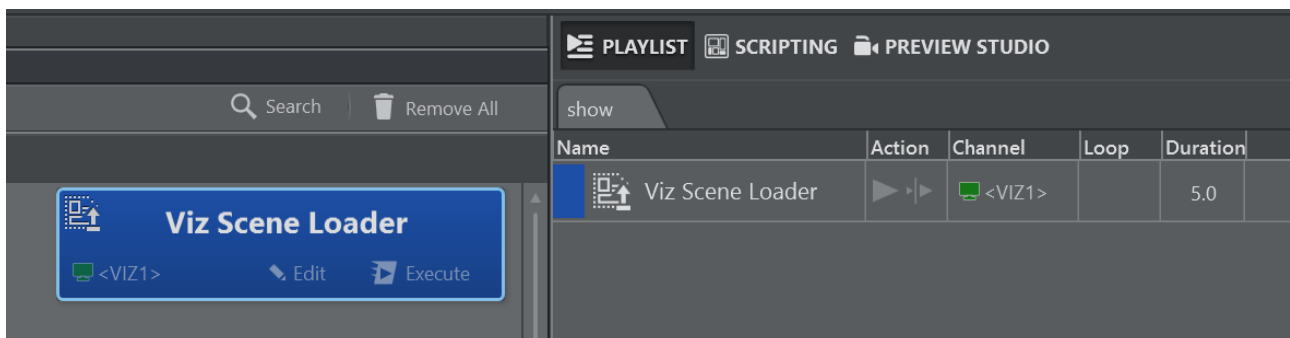 PLAYLIST SCRIPTING PREVIEW STUDIO
Search Remove All
show
Name Action Channel Loop Duration
Viz Scene Loader <VIZ1> 5.0
Viz Scene Loader
<VIZ1> Edit Execute